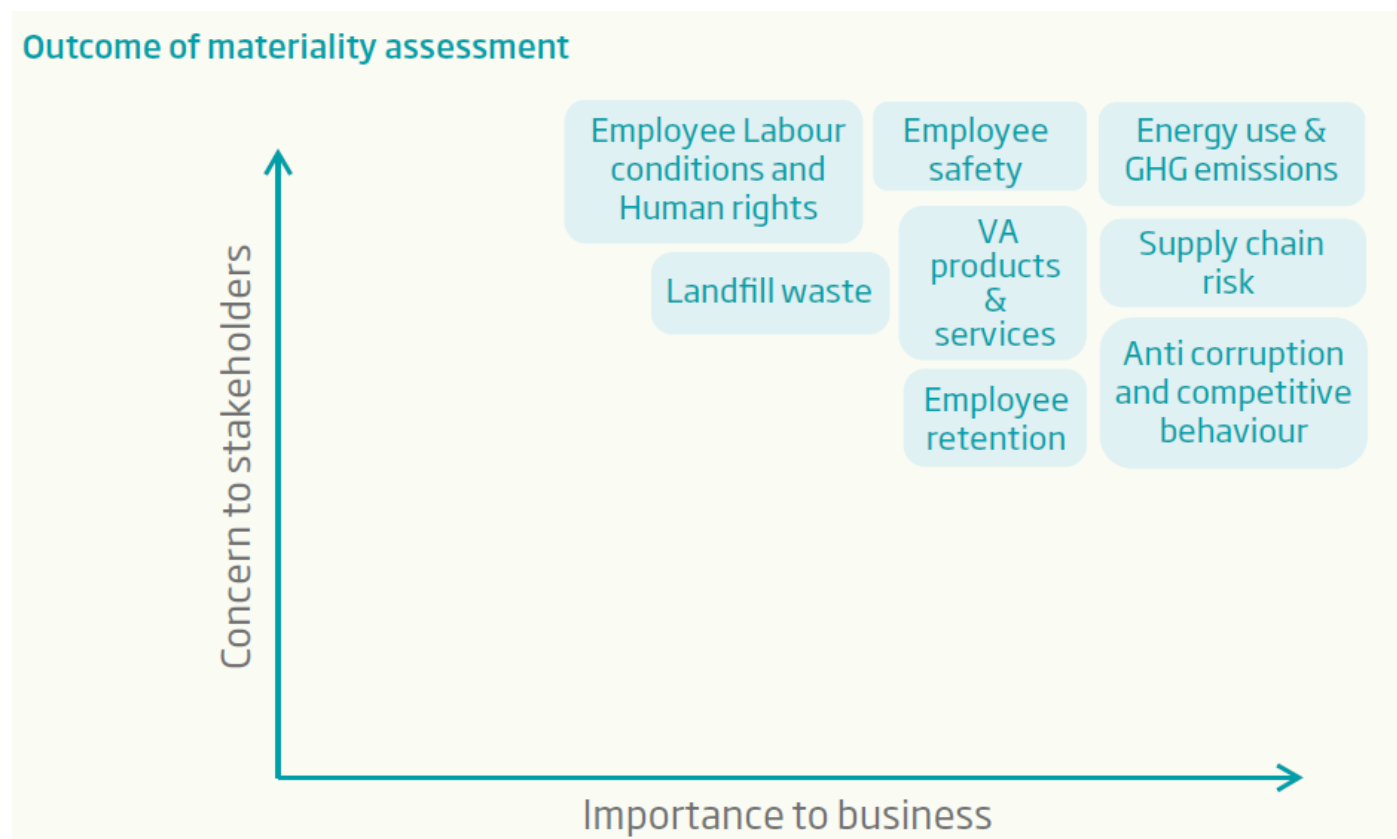 Outcome of materiality assessment
Concern to stakeholders
Employee Labour
conditions and
Human rights
Employee
safety
Energy use &
GHG emissions
Landfill waste
VA
products
&
services
Supply chain
risk
Employee
retention
Anti corruption
and competitive
behaviour
Importance to business